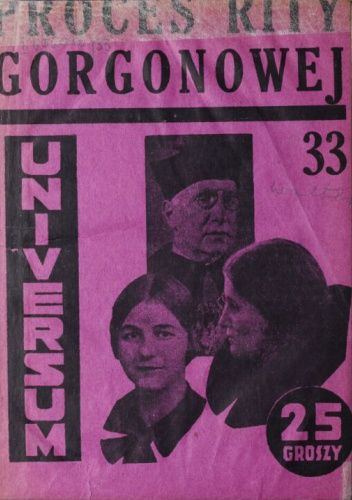 PROCES RITY
GORGONOWEJ
33
UNIVERSUM
25
GROSZY